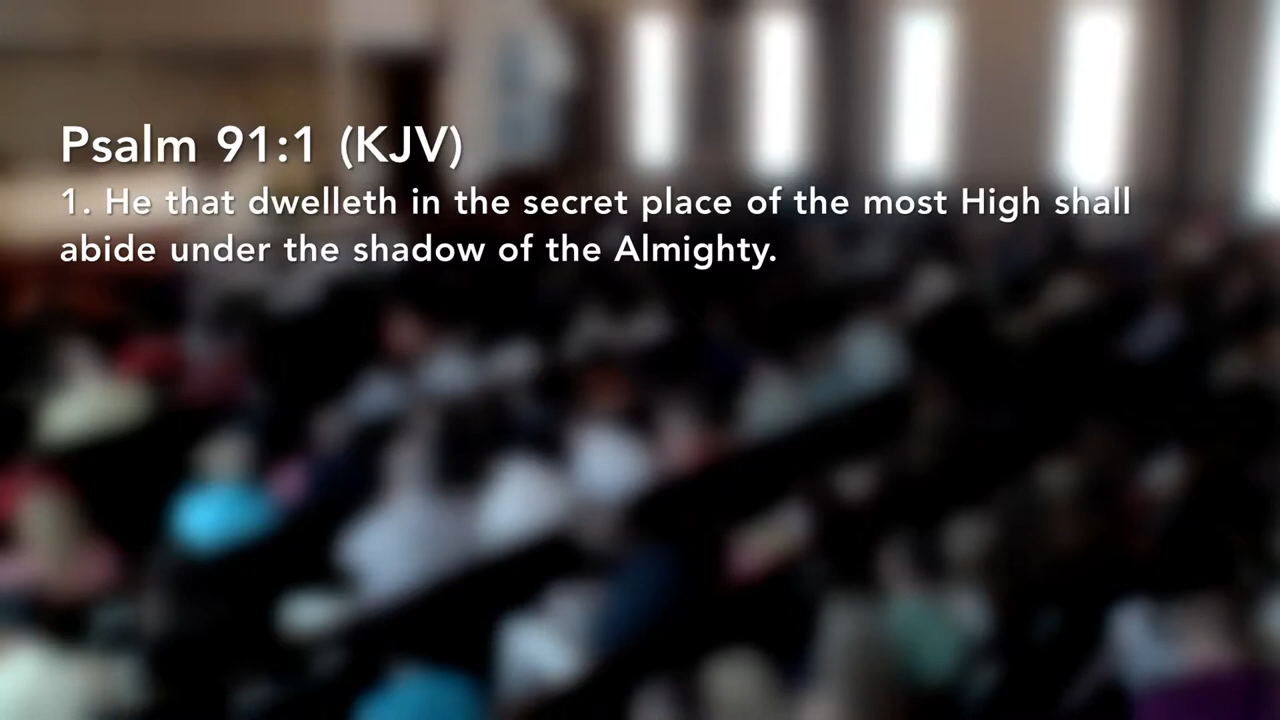 Psalm 91:1 (KJV)
1. He that dwelleth in the secret place of the most High shall
abide under the shadow of the Almighty.